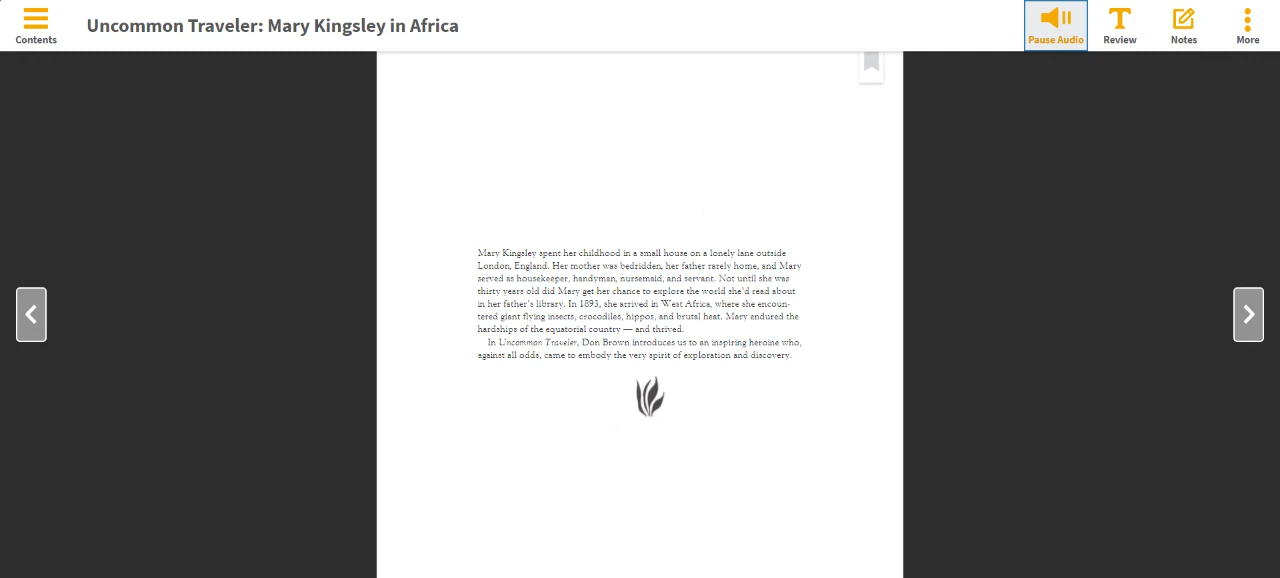 Contents
Uncommon Traveler: Mary Kingsley in Africa
Pause Audio
Review
Notes
More
Mary Kingsley spent her childhood in a small house on a lonely lane outside
London, England. Her mother was bedridden, her father rarely home, and Mary
served as housekeeper, handyman, nursemaid, and servant. Not until she was
thirty years old did Mary get her chance to explore the world she'd read about
in her father's library. In 1893, she arrived in West Africa, where she encoun-
tered giant flying insects, crocodiles, hippos, and brutal heat. Mary endured the
hardships of the equatorial country — and thrived.
In Uncommon Traveler, Don Brown introduces us to an inspiring heroine who,
against all odds, came to embody the very spirit of exploration and discovery.